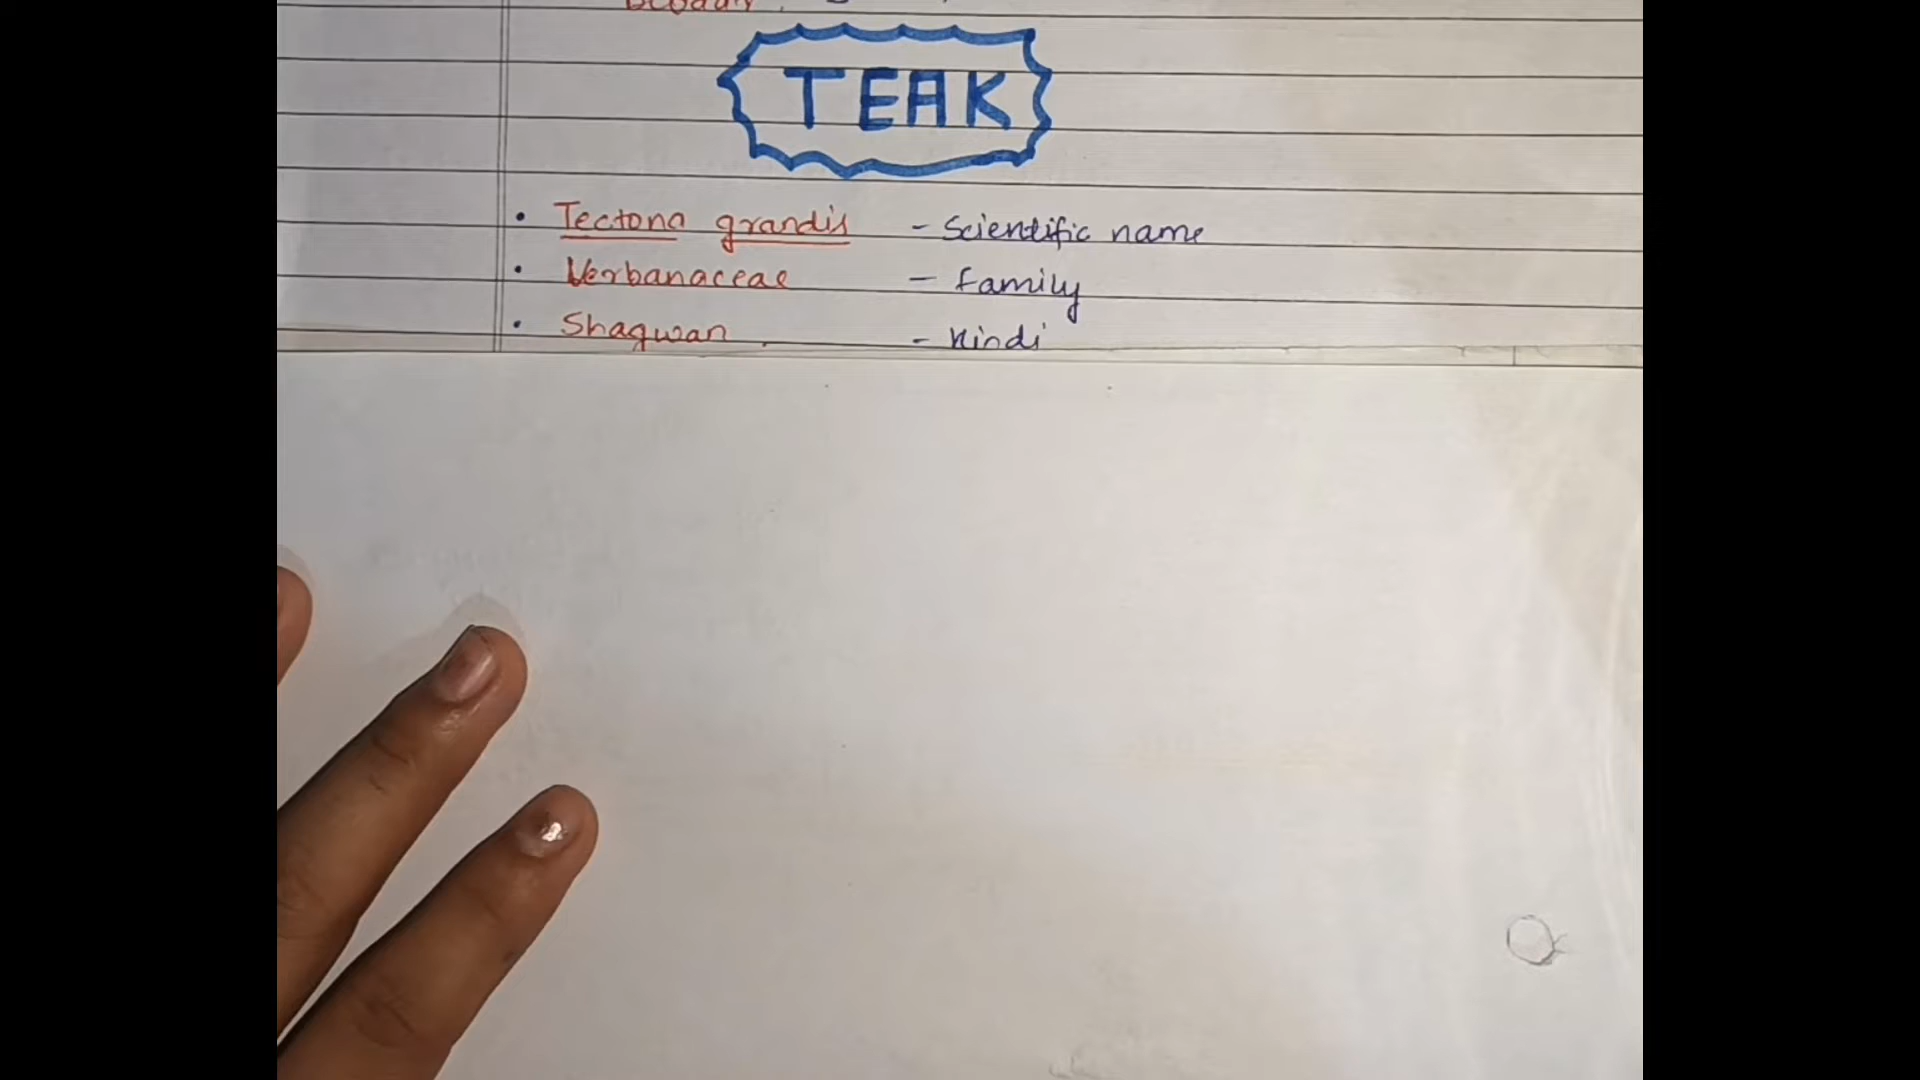 TEAK
• Tectona grandis - Scientific name
• Verbanaceae - family
• Shagwan - Hindi